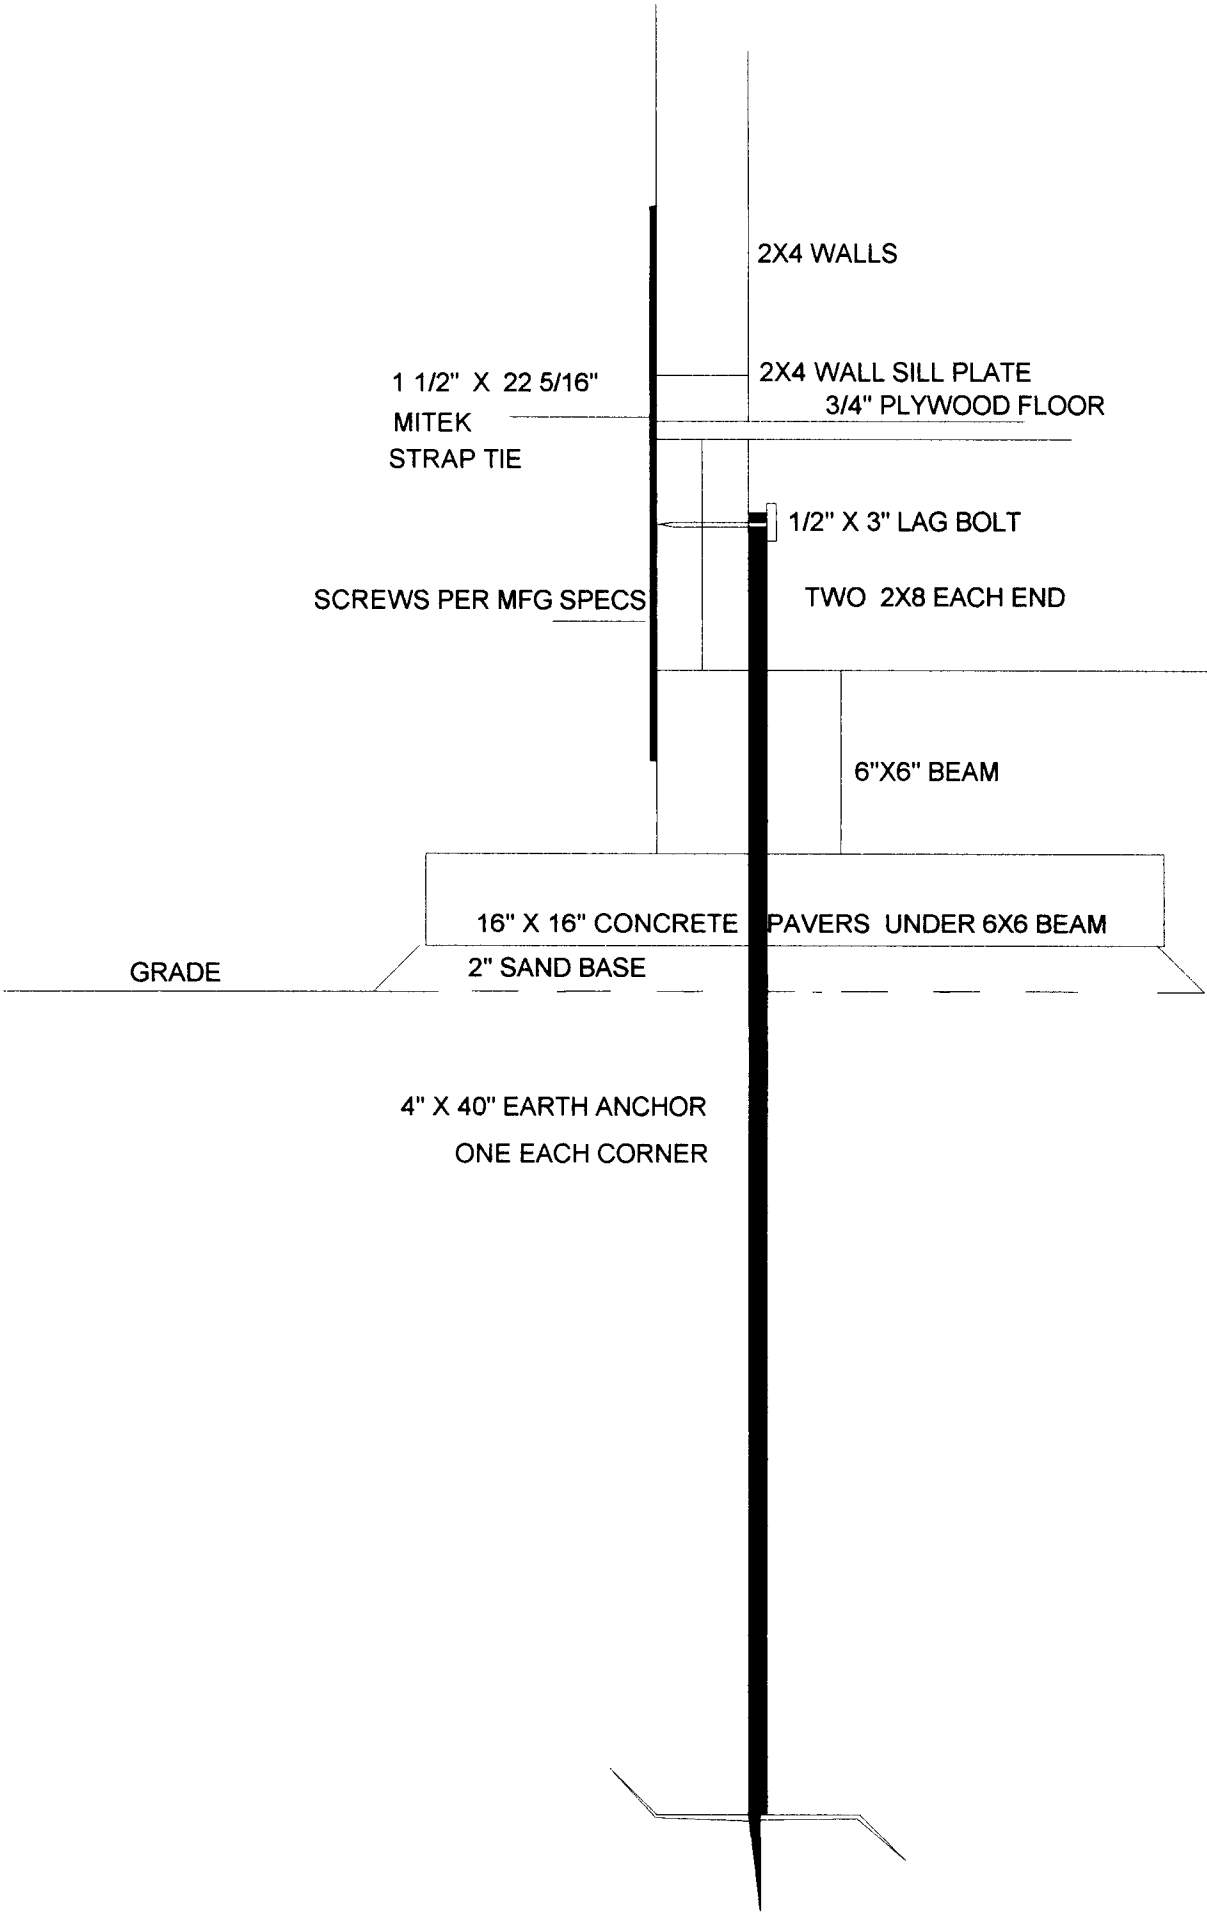 2X4 WALLS
1 1/2" X 22 5/16"
MITEK
STRAP TIE
2X4 WALL SILL PLATE
3/4" PLYWOOD FLOOR
1/2" X 3" LAG BOLT
SCREWS PER MFG SPECS
TWO 2X8 EACH END
6"X6" BEAM
16" X 16" CONCRETE PAVERS UNDER 6X6 BEAM
2" SAND BASE
GRADE
4" X 40" EARTH ANCHOR
ONE EACH CORNER